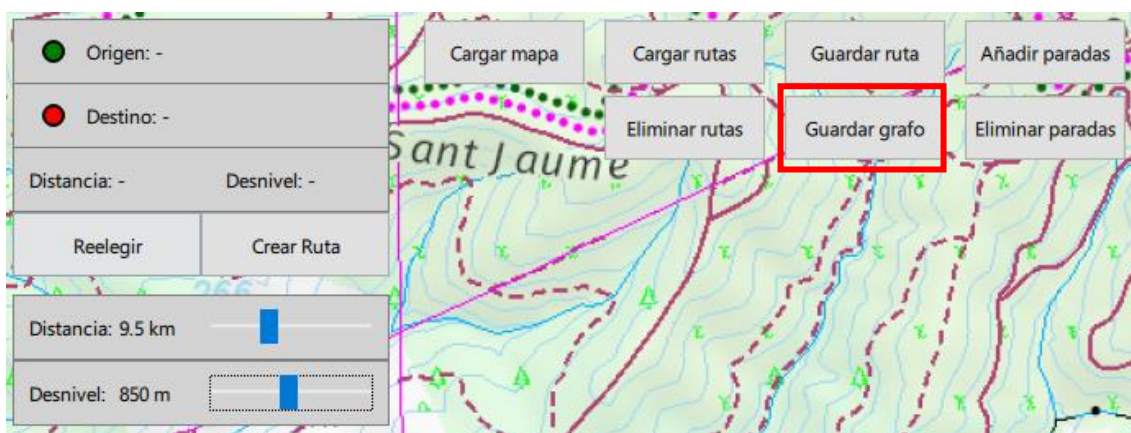 Origen: -
Destino: -
Distancia: -
Desnivel: -
Reelegir
Crear Ruta
Distancia: 9.5 km
Desnivel: 850 m
Cargar mapa
Cargar rutas
Guardar ruta
Añadir paradas
Eliminar rutas
Guardar grafo
Eliminar paradas
Sant Jaume
266